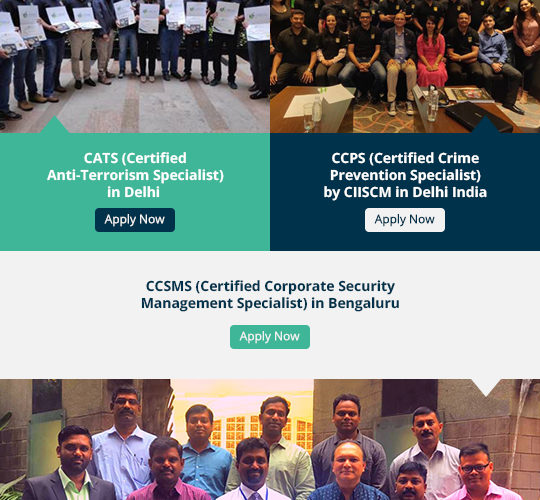 CATS (Certified
Anti-Terrorism Specialist)
in Delhi
Apply Now
CCPS (Certified Crime
Prevention Specialist)
by CIISCM in Delhi India
Apply Now
CCSMS (Certified Corporate Security
Management Specialist) in Bengaluru
Apply Now